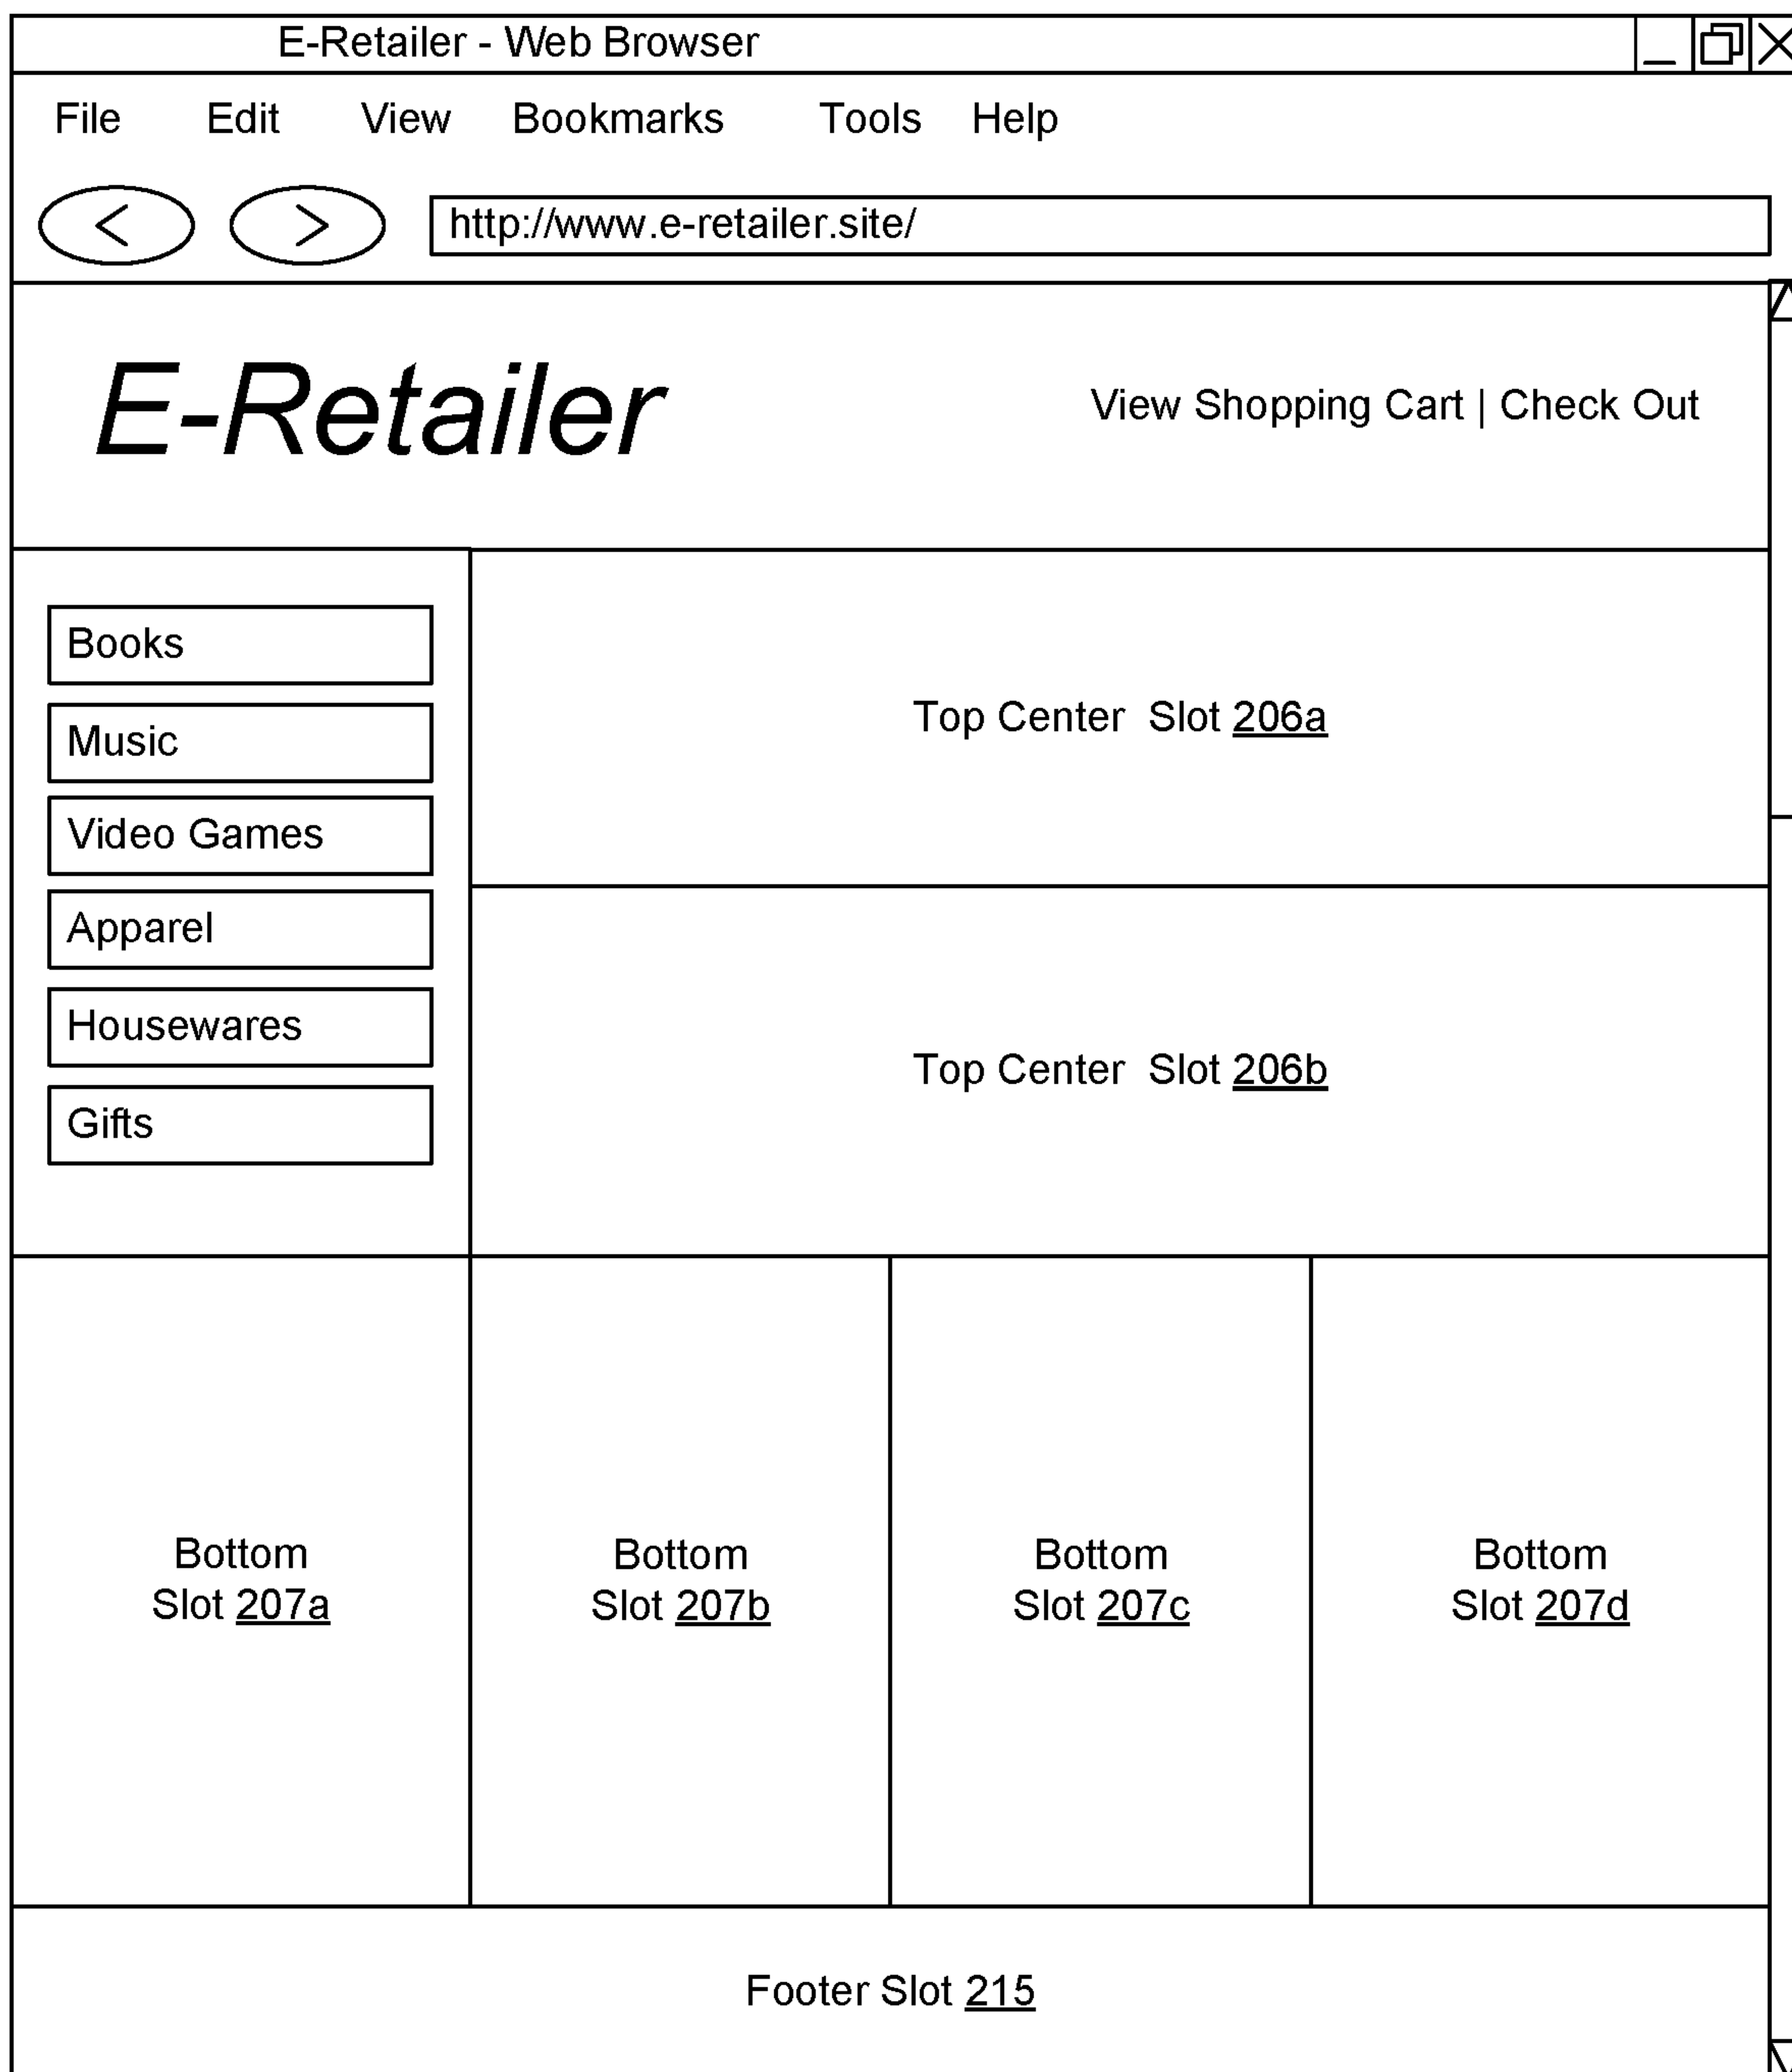 E-Retailer - Web Browser
File Edit View Bookmarks Tools Help
http://www.e-retailer.site/
E-Retailer
View Shopping Cart | Check Out
Books
Music
Video Games
Apparel
Housewares
Gifts
Top Center Slot 206a
Top Center Slot 206b
Bottom
Slot 207a
Bottom
Slot 207b
Bottom
Slot 207c
Bottom
Slot 207d
Footer Slot 215